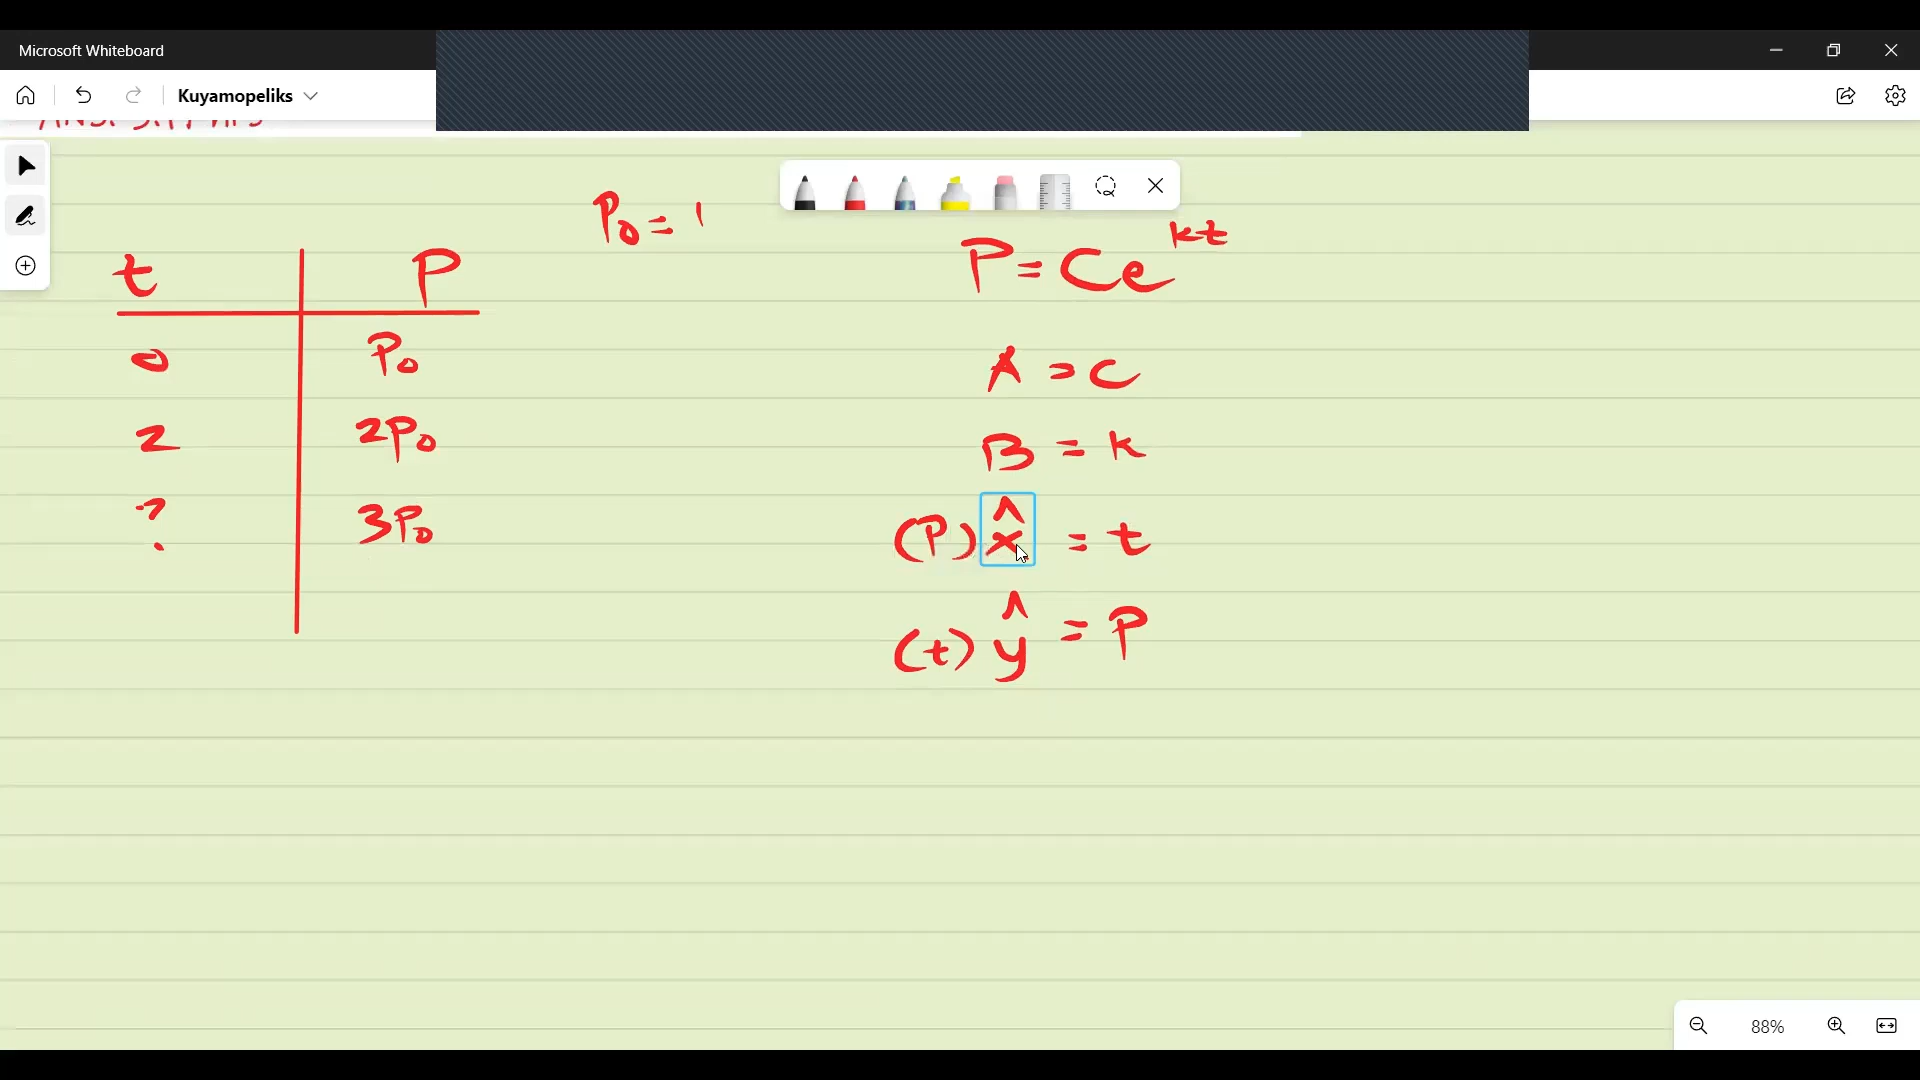 Microsoft Whiteboard
Kuyamopeliks
P₀ = 1
t P
0 P₀
2 2P₀
? 3P₀
P = Ce^kt
A = C
B = k
(P) x̂ = t
(t) ŷ = P
88%